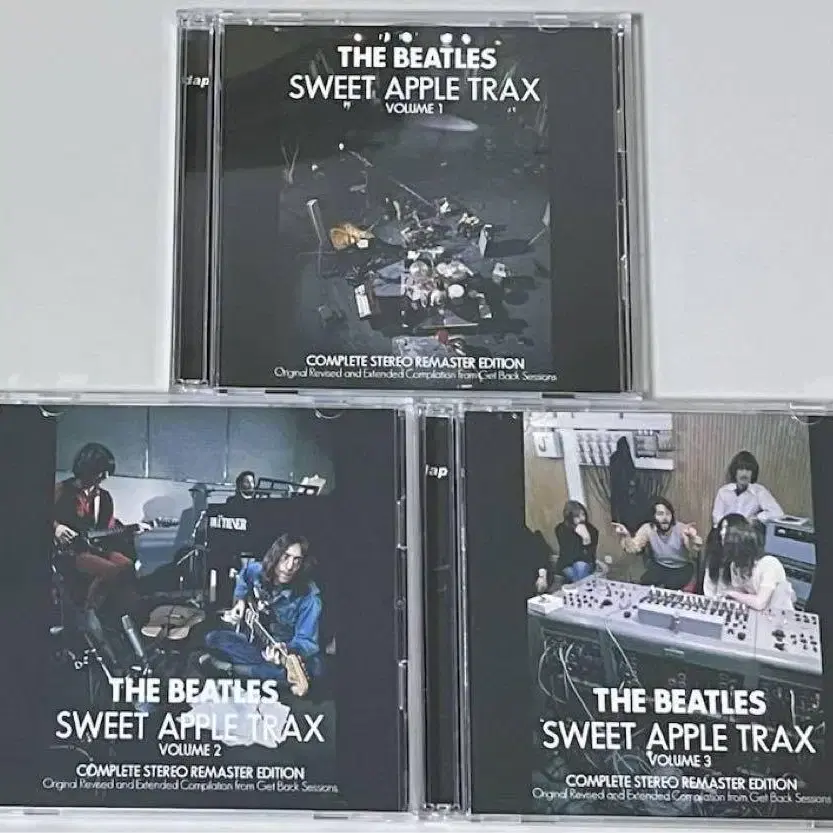 THE BEATLES
SWEET APPLE TRAX
VOLUME 1
COMPLETE STEREO REMASTER EDITION
Original Revised and Extended Compilation from Get Back Sessions
BLÜTHNER
THE BEATLES
SWEET APPLE TRAX
VOLUME 2
COMPLETE STEREO REMASTER EDITION
Original Revised and Extended Compilation from Get Back Sessions
THE BEATLES
SWEET APPLE TRAX
VOLUME 3
COMPLETE STEREO REMASTER EDITION
Original Revised and Extended Compilation from Get Back Sessions